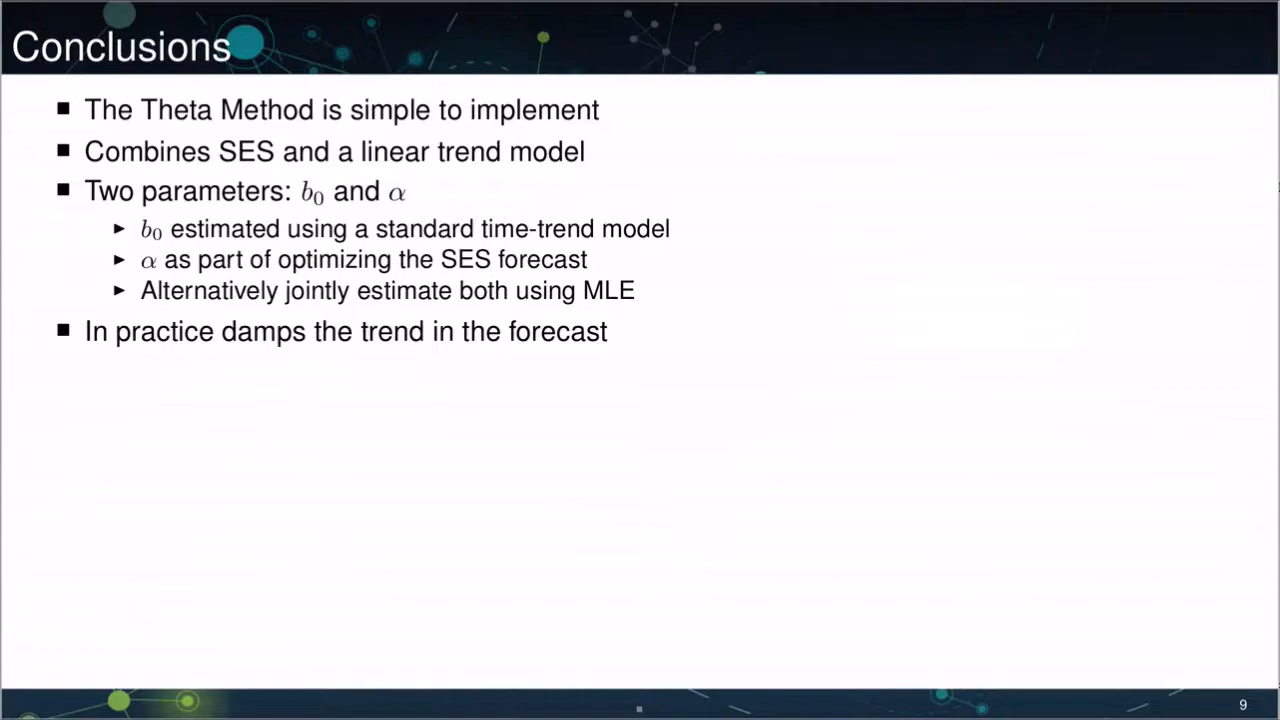 Conclusions
■ The Theta Method is simple to implement
■ Combines SES and a linear trend model
■ Two parameters: b₀ and α
► b₀ estimated using a standard time-trend model
► α as part of optimizing the SES forecast
► Alternatively jointly estimate both using MLE
■ In practice damps the trend in the forecast
9